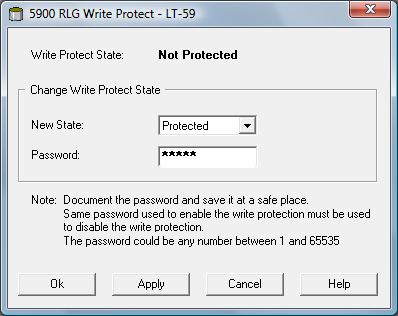 5900 RLG Write Protect - LT-59
Write Protect State: Not Protected
Change Write Protect State
New State: Protected
Password: *****
Note: Document the password and save it at a safe place.
Same password used to enable the write protection must be used
to disable the write protection.
The password could be any number between 1 and 65535
Ok Apply Cancel Help